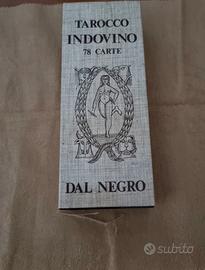 TAROCCO
INDOVINO
78 CARTE
DAL NEGRO
subito